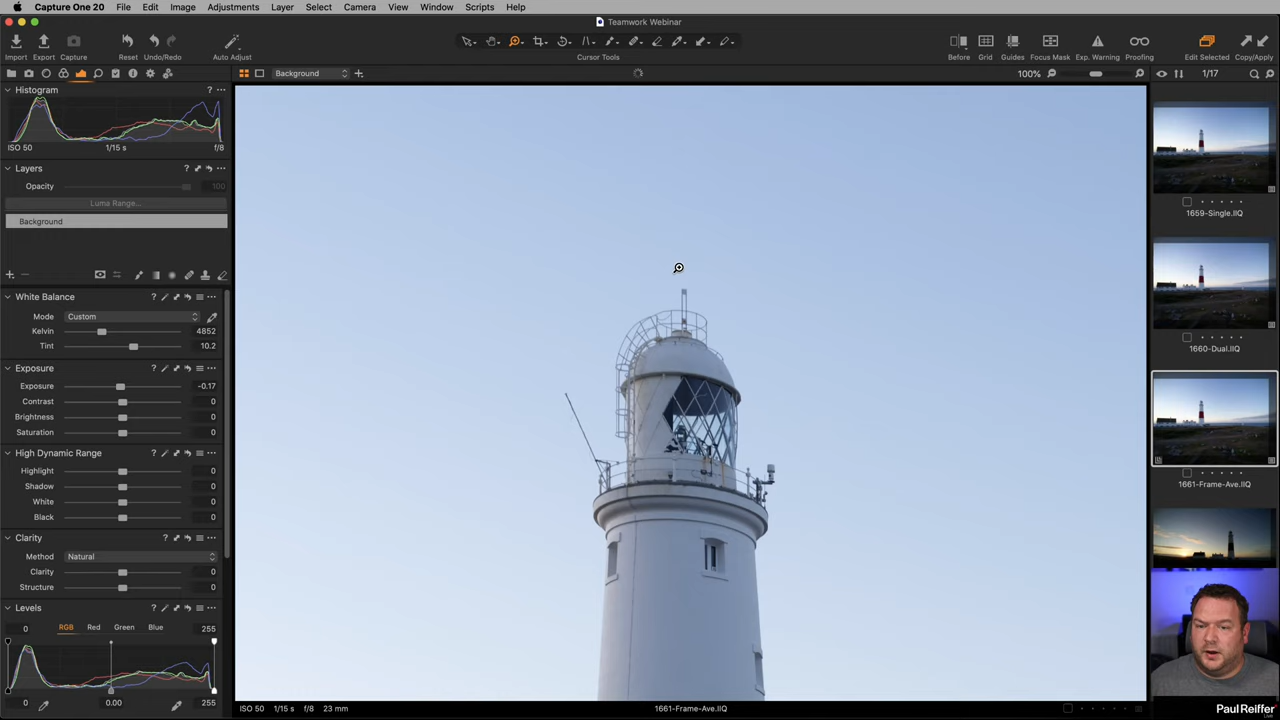 Capture One 20 File Edit Image Adjustments Layer Select Camera View Window Scripts Help
Teamwork Webinar
Import Export Capture Reset Undo/Redo Auto Adjust Cursor Tools Before Grid Guides Focus Mask Exp. Warning Proofing Edit Selected Copy/Apply
Background 100% 1/17
Histogram ? ...
ISO 50 1/15 s f/8
Layers ? ...
Opacity 100
Luma Range...
Background
White Balance ? ...
Mode Custom
Kelvin 4852
Tint 10.2
Exposure ? ...
Exposure -0.17
Contrast 0
Brightness 0
Saturation 0
High Dynamic Range ? ...
Highlight 0
Shadow 0
White 0
Black 0
Clarity ? ...
Method Natural
Clarity 0
Structure 0
Levels ? ...
0 RGB Red Green Blue 255
0 0.00 255
ISO 50 1/15 s f/8 23 mm 1661-Frame-Ave.IIQ
1659-Single.IIQ
1660-Dual.IIQ
1661-Frame-Ave.IIQ
Paul Reiffer
Live